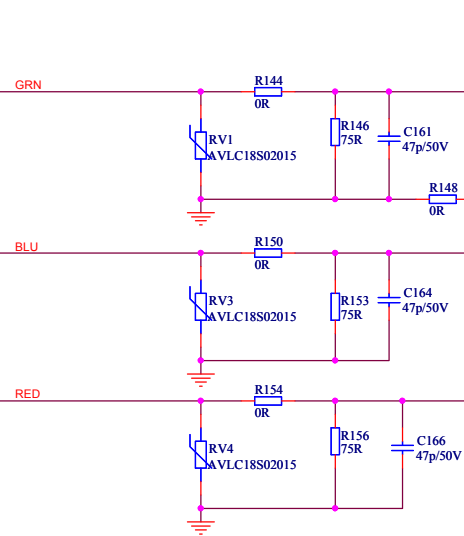 GRN
R144
0R
RV1
AVLC18S02015
R146
75R
C161
47p/50V
R148
0R
BLU
R150
0R
RV3
AVLC18S02015
R153
75R
C164
47p/50V
RED
R154
0R
RV4
AVLC18S02015
R156
75R
C166
47p/50V